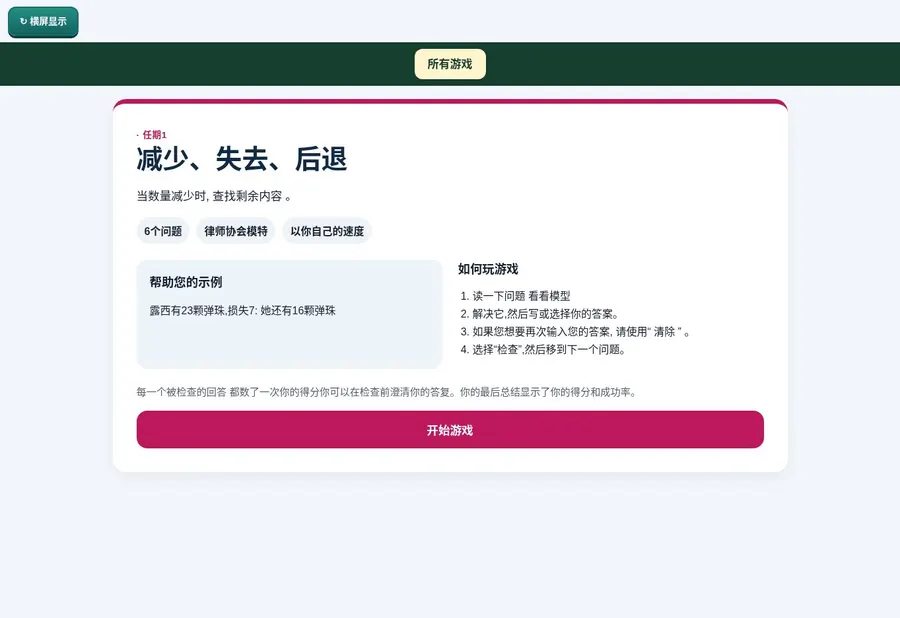 ↻ 横屏显示
所有游戏
· 任期1
减少、失去、后退
当数量减少时, 查找剩余内容 。
6个问题
律师协会模特
以你自己的速度
帮助您的示例
露西有23颗弹珠,损失7: 她还有16颗弹珠
如何玩游戏
1. 读一下问题 看看模型
2. 解决它,然后写或选择你的答案。
3. 如果您想要再次输入您的答案, 请使用“ 清除 ” 。
4. 选择“检查”,然后移到下一个问题。
每一个被检查的回答 都数了一次你的得分你可以在检查前澄清你的答复。你的最后总结显示了你的得分和成功率。
开始游戏